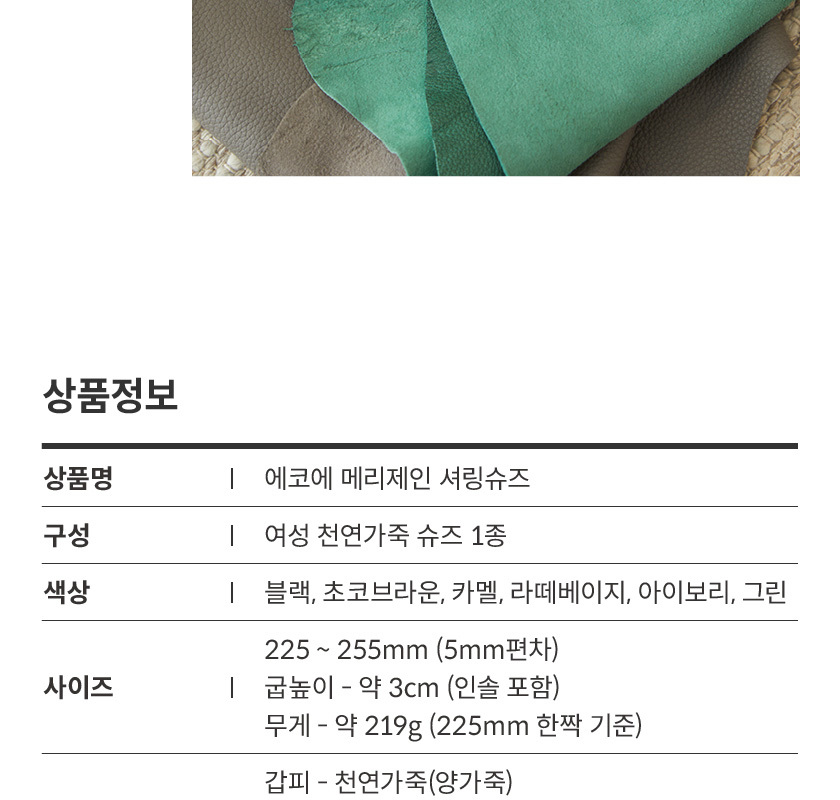 상품정보
상품명 | 에코에 메리제인 셔링슈즈
구성 | 여성 천연가죽 슈즈 1종
색상 | 블랙, 초코브라운, 카멜, 라떼베이지, 아이보리, 그린
225 ~ 255mm (5mm편차)
사이즈 | 굽높이 - 약 3cm (인솔 포함)
무게 - 약 219g (225mm 한짝 기준)
갑피 - 천연가죽(양가죽)